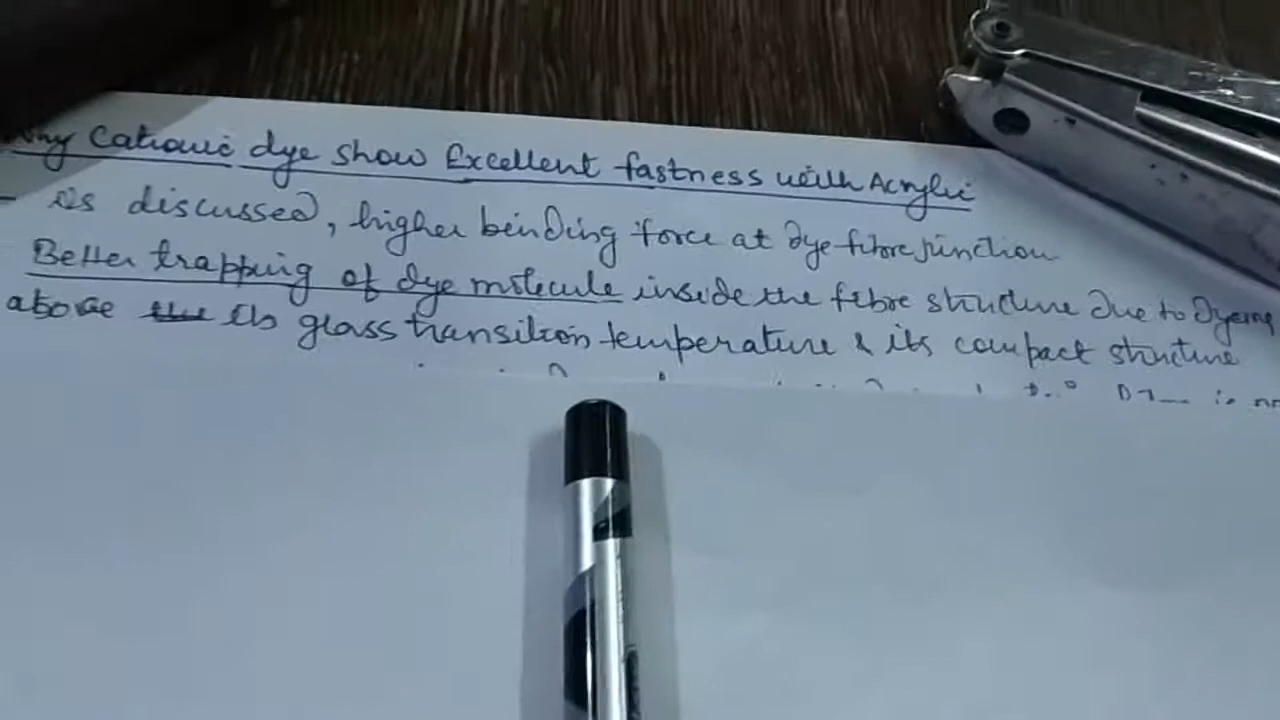 Why Cationic dye show Excellent fastness with Acrylic
- As discussed, higher binding force at dye fibre junction
Better trapping of dye molecule inside the fibre structure due to Dyeing
above its glass transition temperature & its compact structure